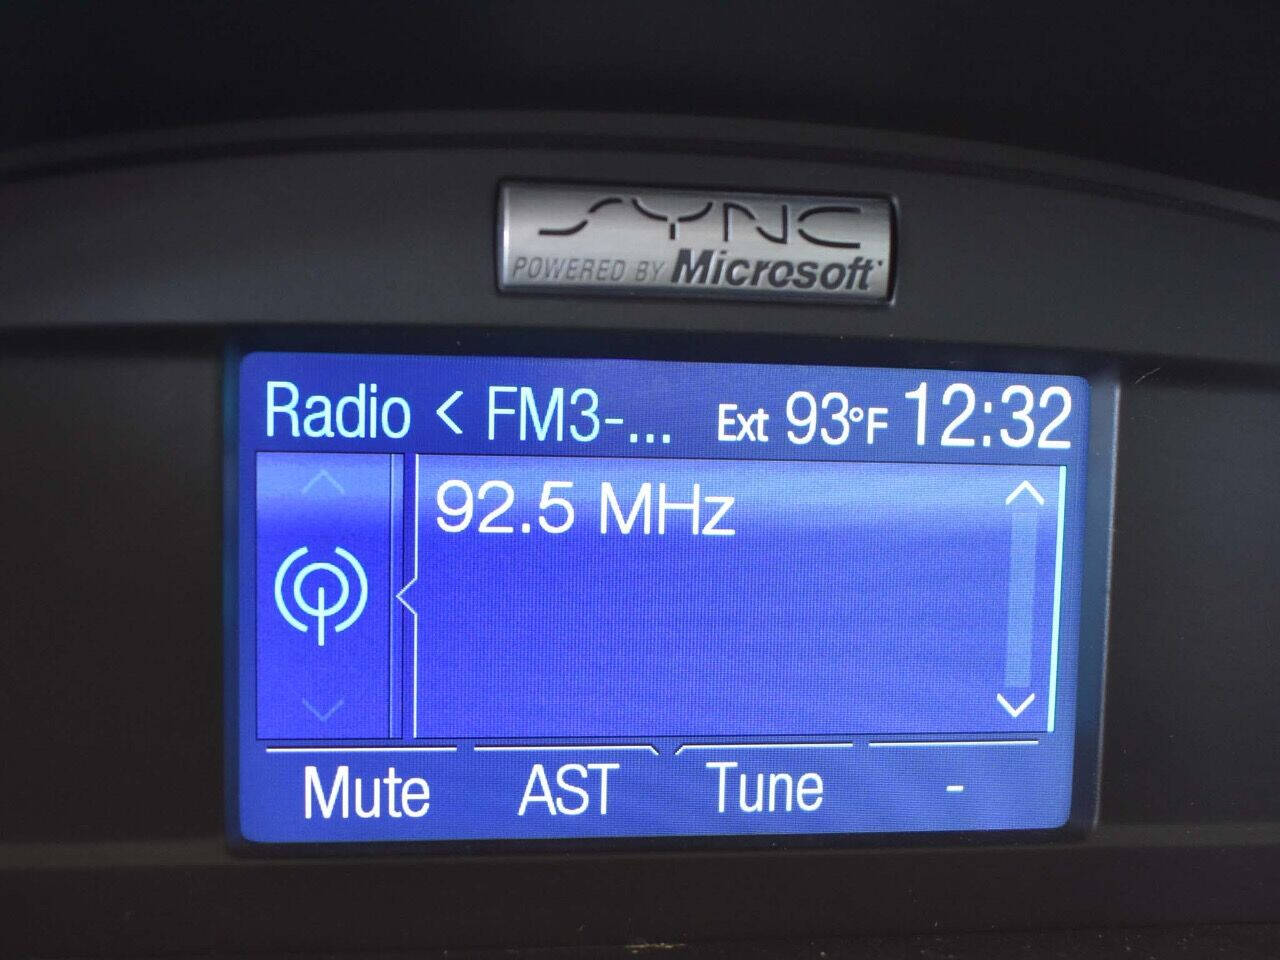 SYNC
POWERED BY Microsoft
Radio < FM3-... Ext 93°F 12:32
92.5 MHz
Mute AST Tune -